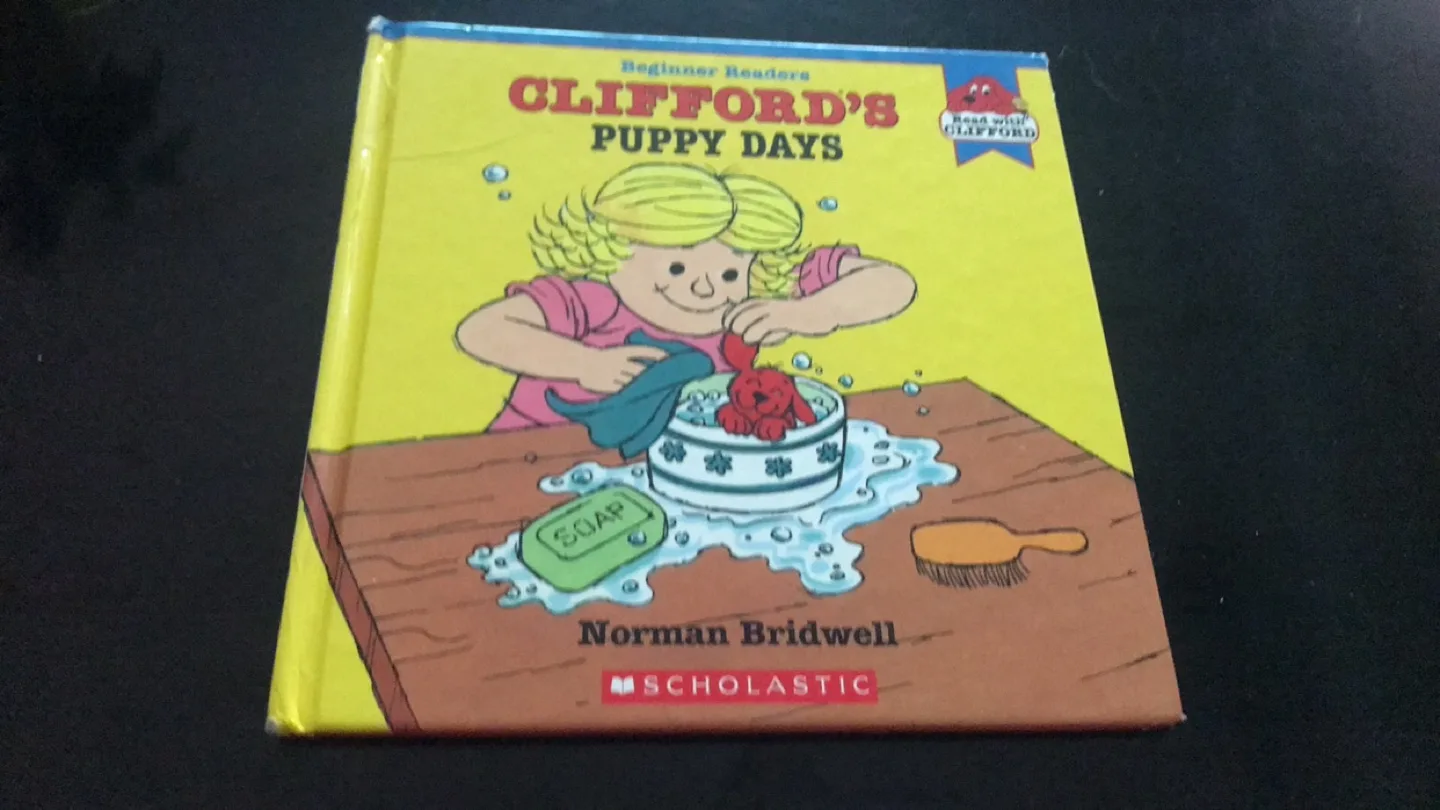 Beginner Readers
CLIFFORD'S
PUPPY DAYS
Read with
CLIFFORD
SOAP
Norman Bridwell
SCHOLASTIC